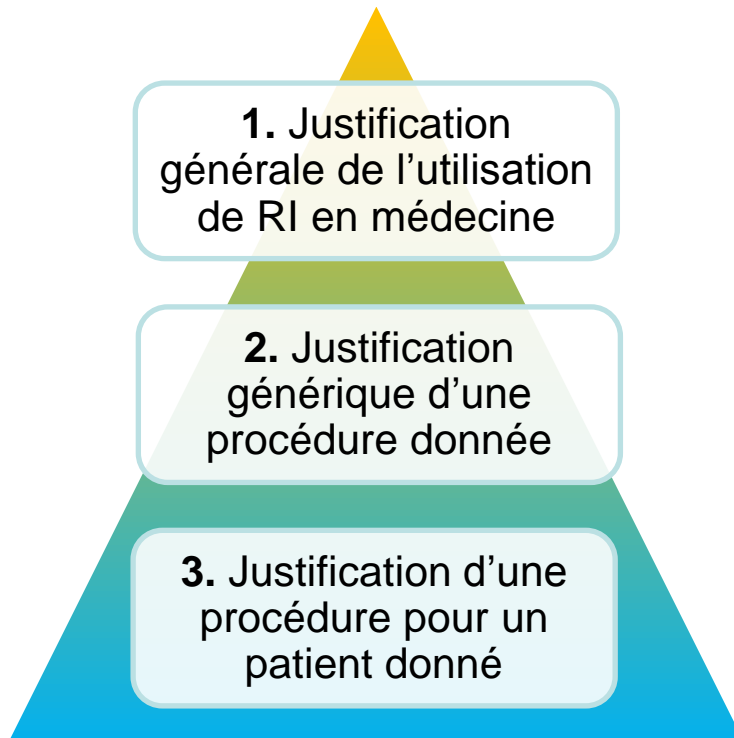 1. Justification
générale de l’utilisation
de RI en médecine
2. Justification
générique d’une
procédure donnée
3. Justification d’une
procédure pour un
patient donné